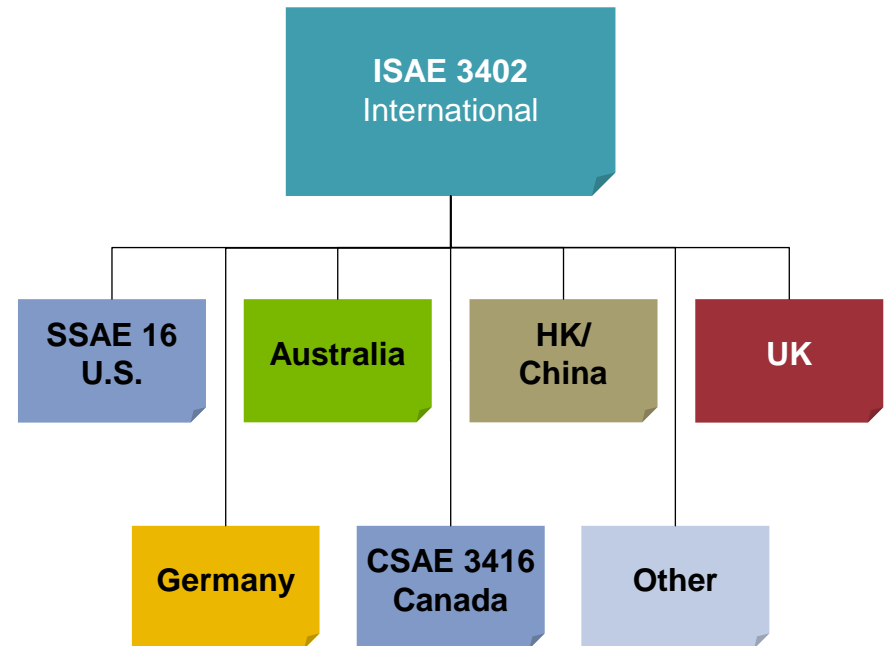 ISAE 3402
International
SSAE 16
U.S.
Australia
HK/
China
UK
Germany
CSAE 3416
Canada
Other